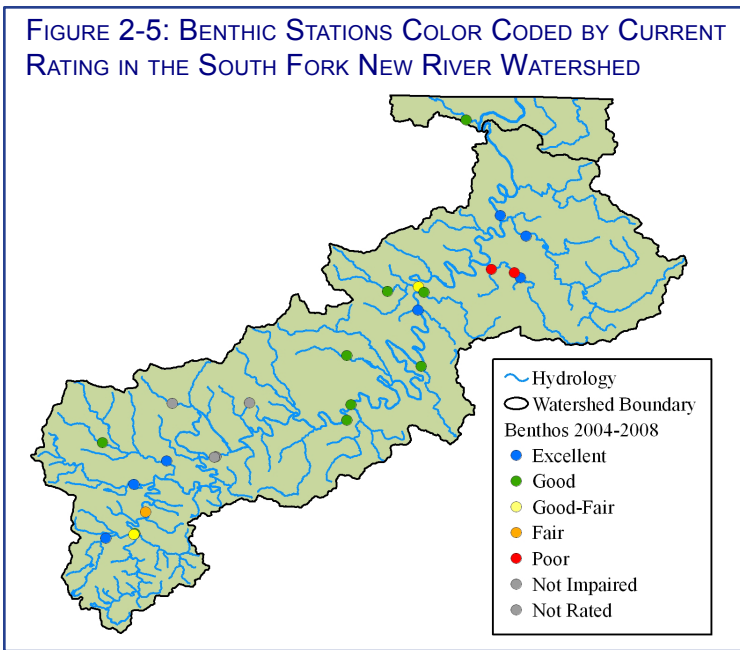 FIGURE 2-5: BENTHIC STATIONS COLOR CODED BY CURRENT
RATING IN THE SOUTH FORK NEW RIVER WATERSHED
Hydrology
Watershed Boundary
Benthos 2004-2008
Excellent
Good
Good-Fair
Fair
Poor
Not Impaired
Not Rated